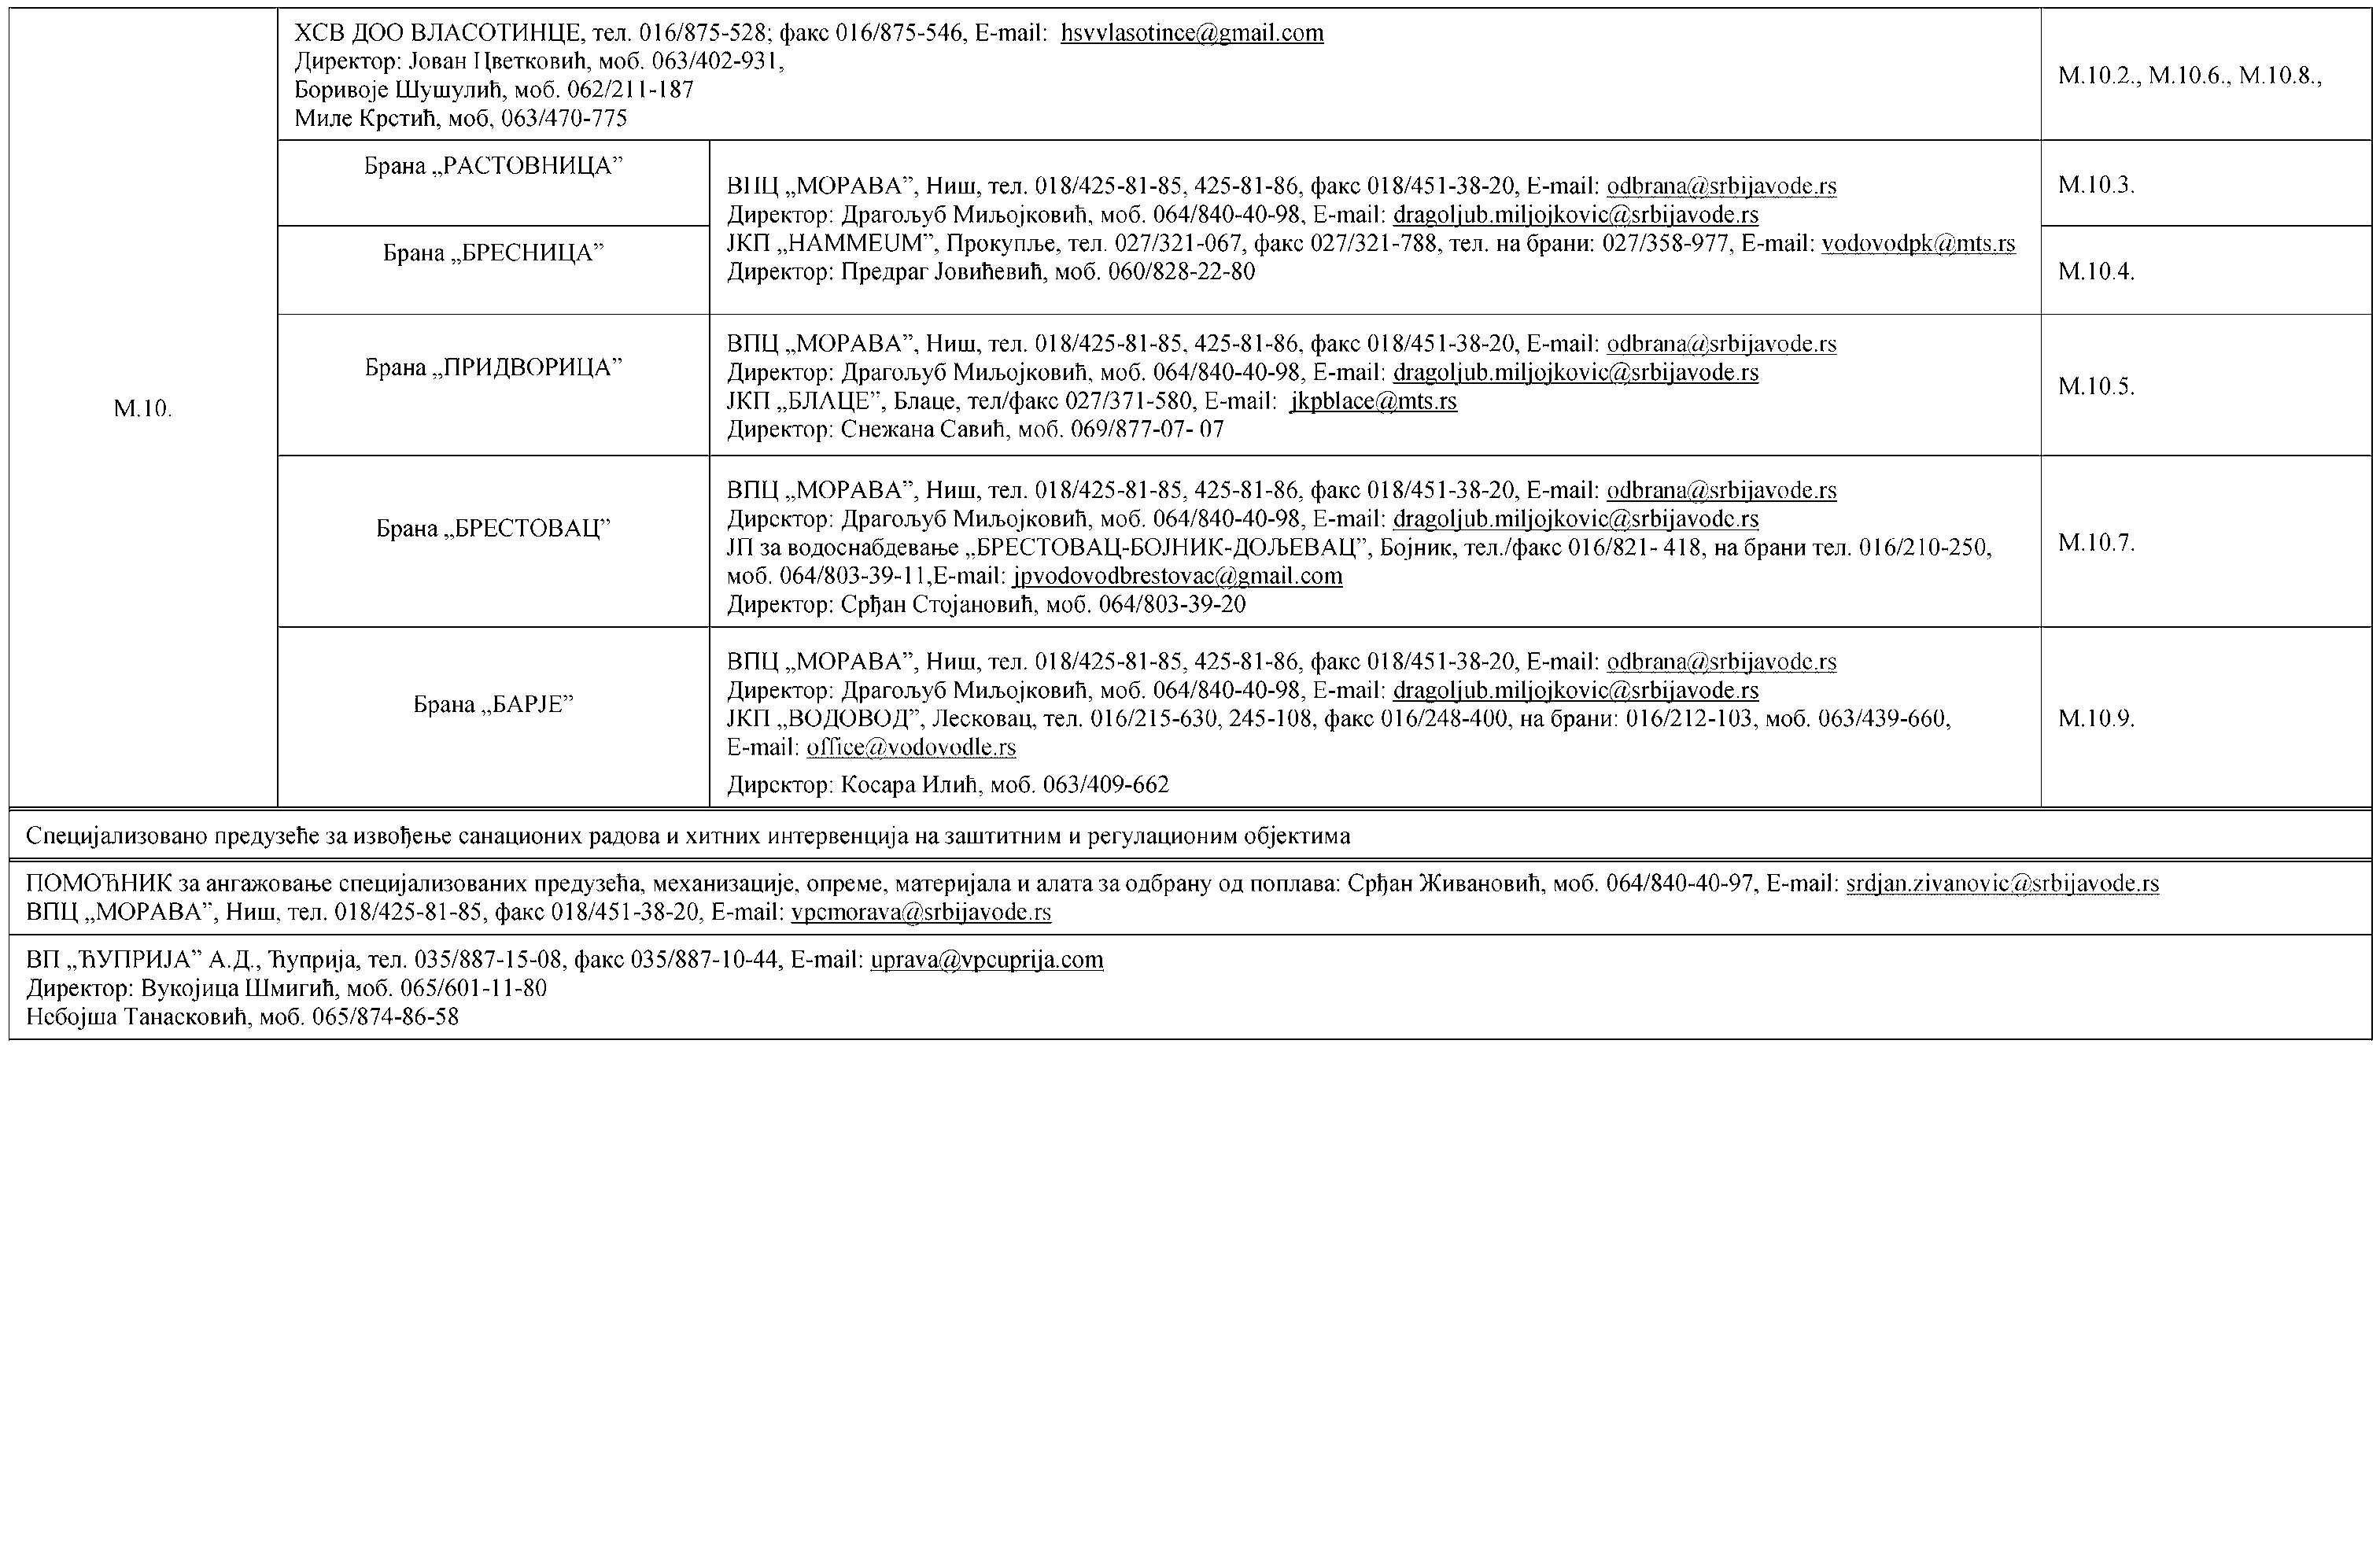 ХСВ ДОО ВЛАСОТИНЦЕ, тел. 016/875-528; факс 016/875-546, E-mail: hsvvlasotince@gmail.com
Директор: Јован Цветковић, моб. 063/402-931,
Боривоје Шушулић, моб. 062/211-187
Миле Крстић, моб, 063/470-775
М.10.2., М.10.6., М.10.8.,
М.10.
Брана „РАСТОВНИЦА”
Брана „БРЕСНИЦА”
ВПЦ „МОРАВА”, Ниш, тел. 018/425-81-85, 425-81-86, факс 018/451-38-20, E-mail: odbrana@srbijavode.rs
Директор: Драгољуб Миљојковић, моб. 064/840-40-98, E-mail: dragoljub.miljojkovic@srbijavode.rs
ЈКП „HAMMEUM”, Прокупље, тел. 027/321-067, факс 027/321-788, тел. на брани: 027/358-977, E-mail: vodovodpk@mts.rs
Директор: Предраг Јовићевић, моб. 060/828-22-80
М.10.3.
М.10.4.
Брана „ПРИДВОРИЦА”
ВПЦ „МОРАВА”, Ниш, тел. 018/425-81-85, 425-81-86, факс 018/451-38-20, E-mail: odbrana@srbijavode.rs
Директор: Драгољуб Миљојковић, моб. 064/840-40-98, E-mail: dragoljub.miljojkovic@srbijavode.rs
ЈКП „БЛАЦЕ”, Блаце, тел/факс 027/371-580, E-mail: jkpblace@mts.rs
Директор: Снежана Савић, моб. 069/877-07- 07
М.10.5.
Брана „БРЕСТОВАЦ”
ВПЦ „МОРАВА”, Ниш, тел. 018/425-81-85, 425-81-86, факс 018/451-38-20, E-mail: odbrana@srbijavode.rs
Директор: Драгољуб Миљојковић, моб. 064/840-40-98, E-mail: dragoljub.miljojkovic@srbijavode.rs
ЈП за водоснабдевање „БРЕСТОВАЦ-БОЈНИК-ДОЉЕВАЦ”, Бојник, тел./факс 016/821- 418, на брани тел. 016/210-250,
моб. 064/803-39-11,E-mail: jpvodovodbrestovac@gmail.com
Директор: Срђан Стојановић, моб. 064/803-39-20
М.10.7.
Брана „БАРЈЕ”
ВПЦ „МОРАВА”, Ниш, тел. 018/425-81-85, 425-81-86, факс 018/451-38-20, E-mail: odbrana@srbijavode.rs
Директор: Драгољуб Миљојковић, моб. 064/840-40-98, E-mail: dragoljub.miljojkovic@srbijavode.rs
ЈКП „ВОДОВОД”, Лесковац, тел. 016/215-630, 245-108, факс 016/248-400, на брани: 016/212-103, моб. 063/439-660,
E-mail: office@vodovodle.rs
Директор: Косара Илић, моб. 063/409-662
М.10.9.
Специјализовано предузеће за извођење санационих радова и хитних интервенција на заштитним и регулационим објектима
ПОМОЋНИК за ангажовање специјализованих предузећа, механизације, опреме, материјала и алата за одбрану од поплава: Срђан Живановић, моб. 064/840-40-97, E-mail: srdjan.zivanovic@srbijavode.rs
ВПЦ „МОРАВА”, Ниш, тел. 018/425-81-85, факс 018/451-38-20, E-mail: vpcmorava@srbijavode.rs
ВП „ЋУПРИЈА” А.Д., Ћуприја, тел. 035/887-15-08, факс 035/887-10-44, E-mail: uprava@vpcuprija.com
Директор: Вукојица Шмигић, моб. 065/601-11-80
Небојша Танасковић, моб. 065/874-86-58